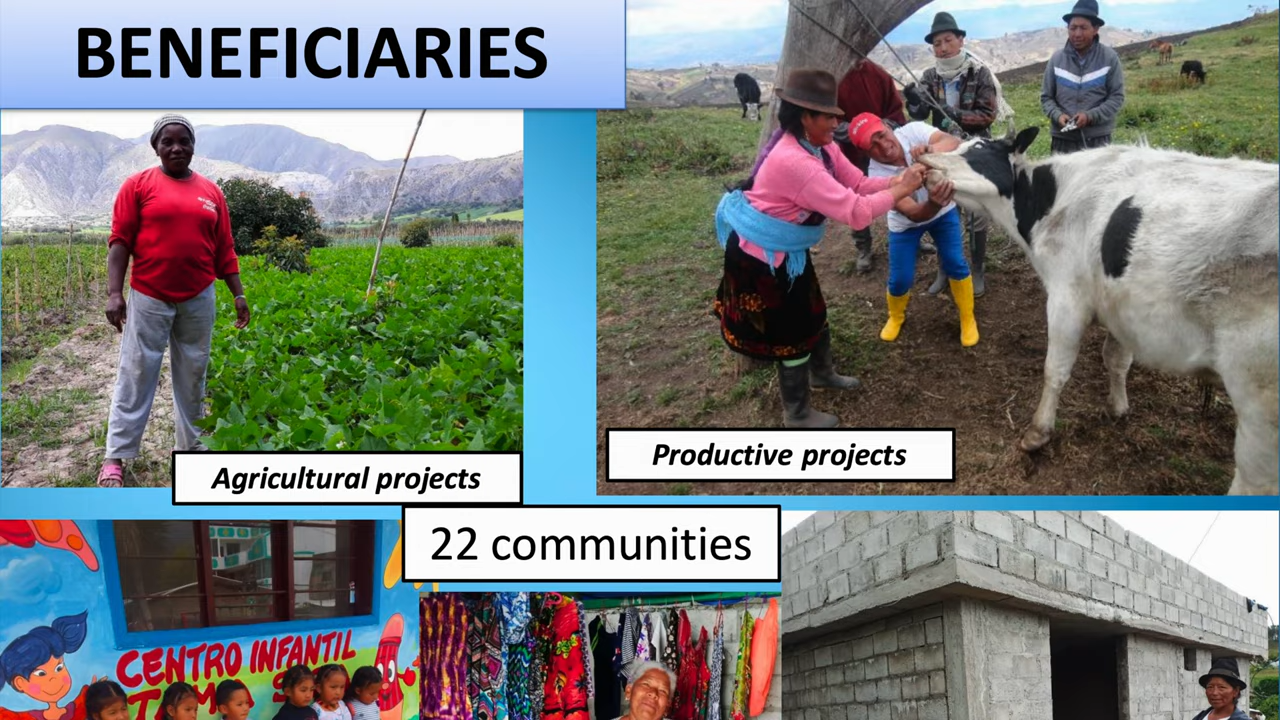 BENEFICIARIES
Agricultural projects
Productive projects
22 communities
CENTRO INFANTIL